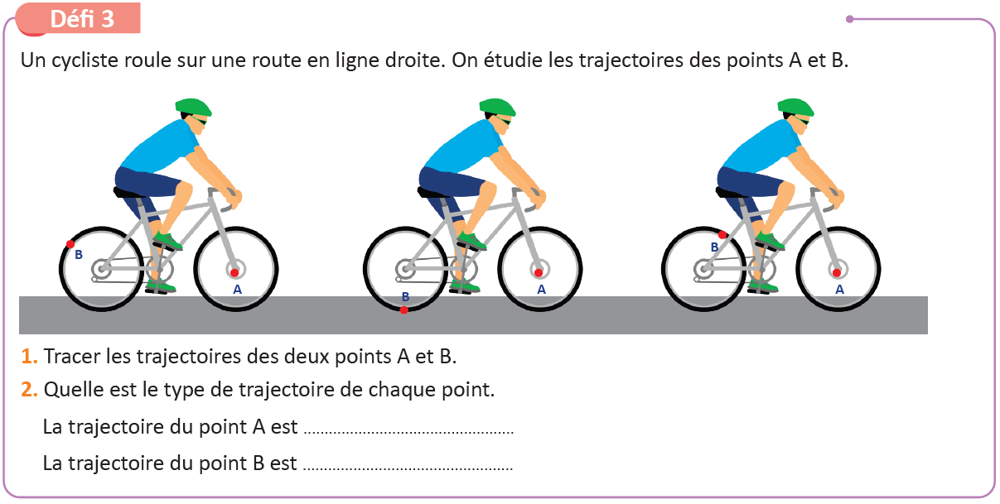 Défi 3
Un cycliste roule sur une route en ligne droite. On étudie les trajectoires des points A et B.
B A B A B A
1. Tracer les trajectoires des deux points A et B.
2. Quelle est le type de trajectoire de chaque point.
La trajectoire du point A est ....................................................
La trajectoire du point B est ....................................................